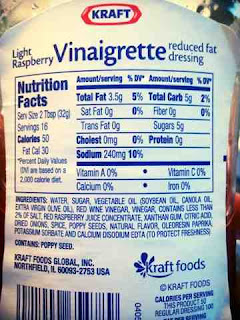 KRAFT
Light Raspberry Vinaigrette reduced fat dressing
Nutrition Facts
Serv Size 2 Tbsp (32g)
Servings 16
Calories 50
Fat Cal 30
*Percent Daily Values (DV) are based on a 2,000 calorie diet.
Amount/serving % DV*
Total Fat 3.5g 5%
Sat Fat 0g 0%
Trans Fat 0g
Cholest 0mg 0%
Sodium 240mg 10%
Amount/serving % DV*
Total Carb 5g 2%
Fiber 0g 0%
Sugars 5g
Protein 0g
Vitamin A 0% • Vitamin C 0%
Calcium 0% • Iron 0%
INGREDIENTS: WATER, SUGAR, VEGETABLE OIL (SOYBEAN OIL, CANOLA OIL,
EXTRA VIRGIN OLIVE OIL), RED WINE VINEGAR, VINEGAR, CONTAINS LESS THAN
2% OF SALT, RED RASPBERRY JUICE CONCENTRATE, XANTHAN GUM, CITRIC ACID,
DRIED ONIONS, SPICE, POPPY SEEDS, NATURAL FLAVOR, OLEORESIN PAPRIKA,
POTASSIUM SORBATE AND CALCIUM DISODIUM EDTA (TO PROTECT FRESHNESS)
CONTAINS: POPPY SEED.
KRAFT FOODS GLOBAL, INC.
NORTHFIELD, IL 60093-2753 USA
kraft foods
© KRAFT FOODS
CALORIES PER SERVING
THIS PRODUCT 50
REGULAR DRESSING 100